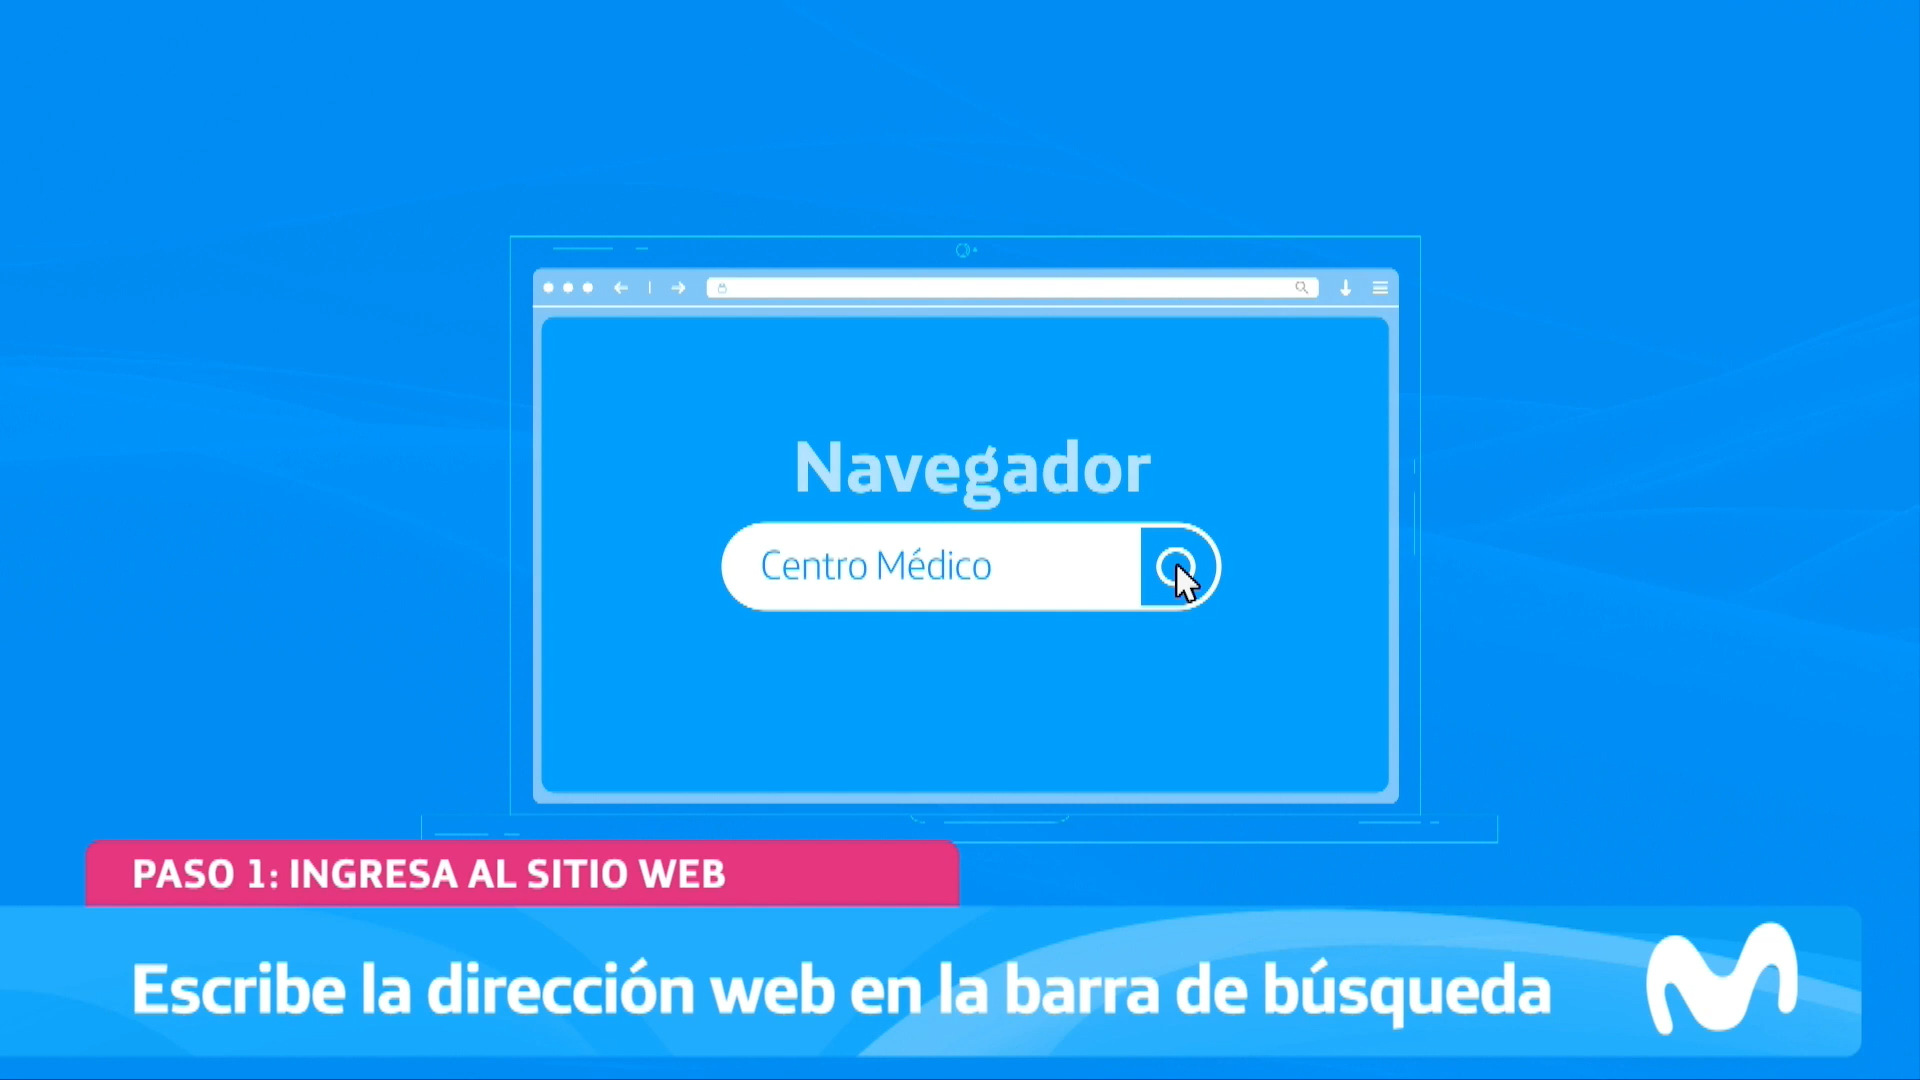 Navegador
Centro Médico
PASO 1: INGRESA AL SITIO WEB
Escribe la dirección web en la barra de búsqueda